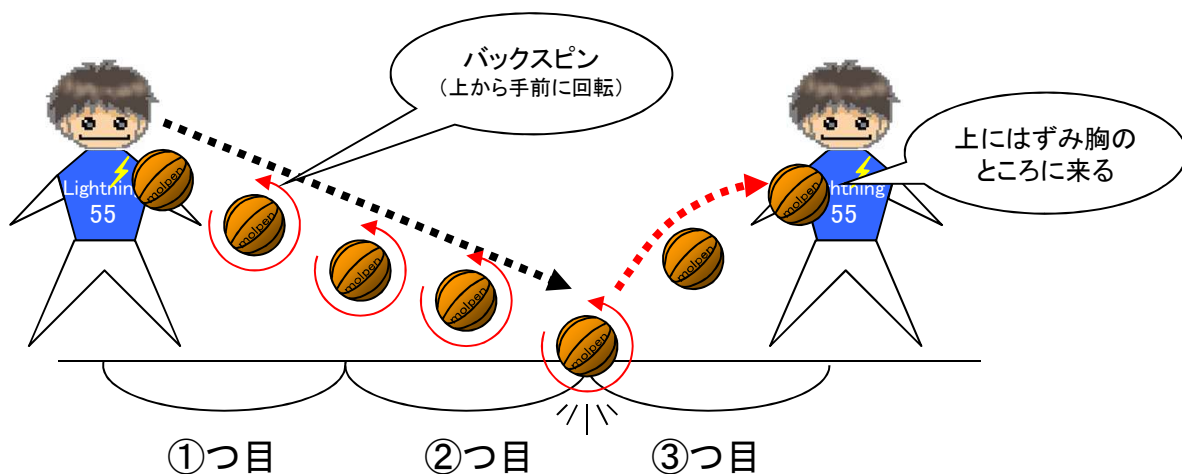 バックスピン
（上から手前に回転）
上にはずみ胸の
ところに来る
Lightnin
55
molpen
molpen
molpen
molpen
molpen
molpen
molpen
htning
55
①つ目
②つ目
③つ目